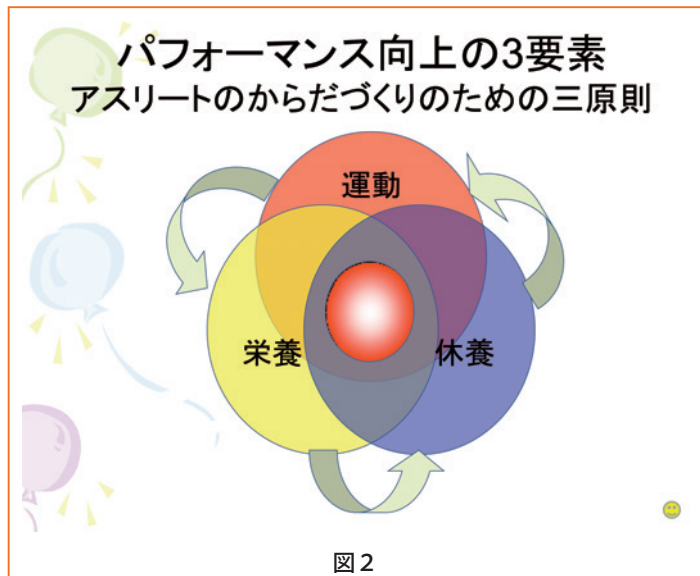 パフォーマンス向上の3要素
アスリートのからだづくりのための三原則
運動
栄養
休養
図2